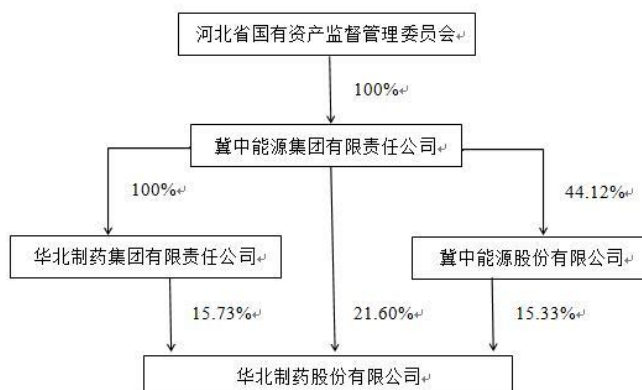 河北省国有资产监督管理委员会
100%
冀中能源集团有限责任公司
100%
44.12%
华北制药集团有限责任公司
冀中能源股份有限公司
15.73%
21.60%
15.33%
华北制药股份有限公司